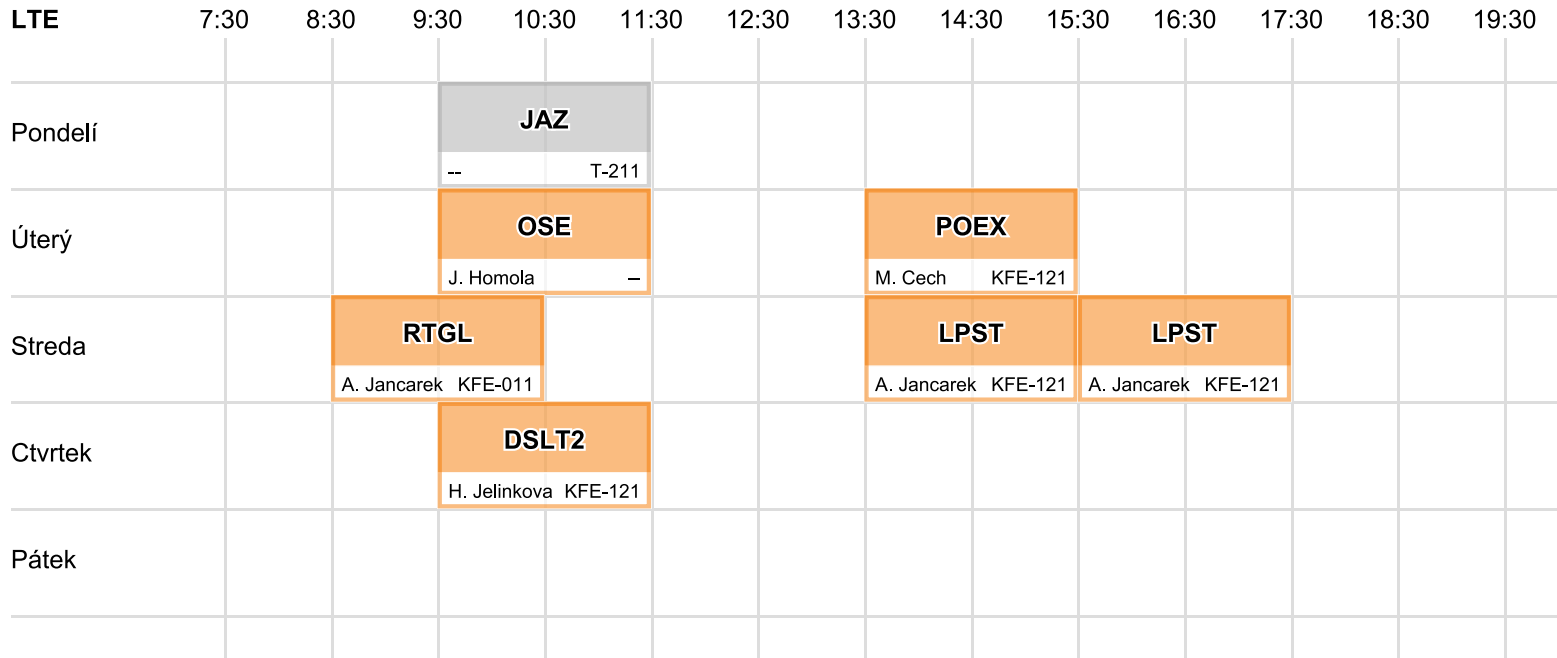 LTE 7:30 8:30 9:30 10:30 11:30 12:30 13:30 14:30 15:30 16:30 17:30 18:30 19:30
Pondelí
JAZ
-- T-211
Úterý
OSE
J. Homola –
POEX
M. Cech KFE-121
Streda
RTGL
A. Jancarek KFE-011
LPST
A. Jancarek KFE-121
LPST
A. Jancarek KFE-121
Ctvrtek
DSLT2
H. Jelinkova KFE-121
Pátek